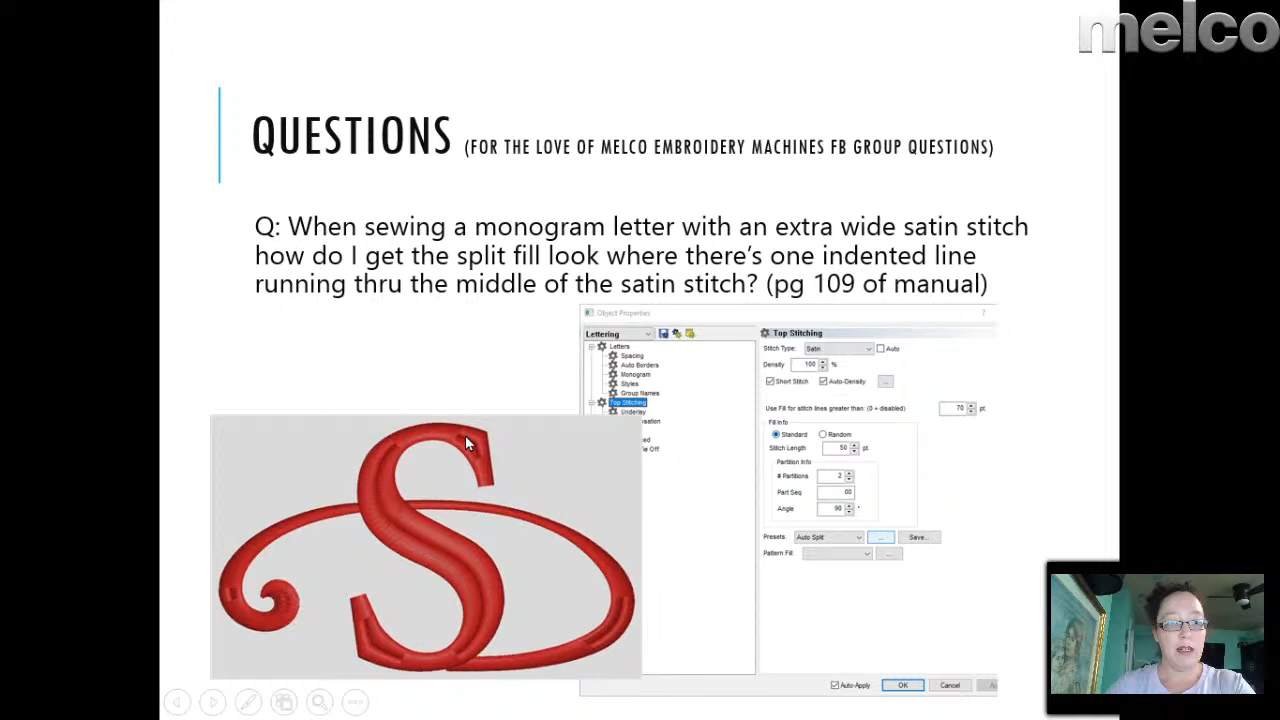 melco
QUESTIONS (FOR THE LOVE OF MELCO EMBROIDERY MACHINES FB GROUP QUESTIONS)
Q: When sewing a monogram letter with an extra wide satin stitch
how do I get the split fill look where there's one indented line
running thru the middle of the satin stitch? (pg 109 of manual)
Object Properties ?
Lettering
Letters
Spacing
Auto Borders
Monogram
Styles
Group Names
Top Stitching
Underlay
Top Stitching
Stitch Type: Satin Auto
Density 100 %
Short Stitch Auto-Density ...
Use Fill for stitch lines greater than: (0 = disabled) 70 pt.
Fill Info
Standard Random
Stitch Length 50 pt.
Partition Info
# Partitions 2
Part Seq 00
Angle 90 °
Presets: Auto Split ... Save...
Pattern Fill: ...
Auto-Apply OK Cancel